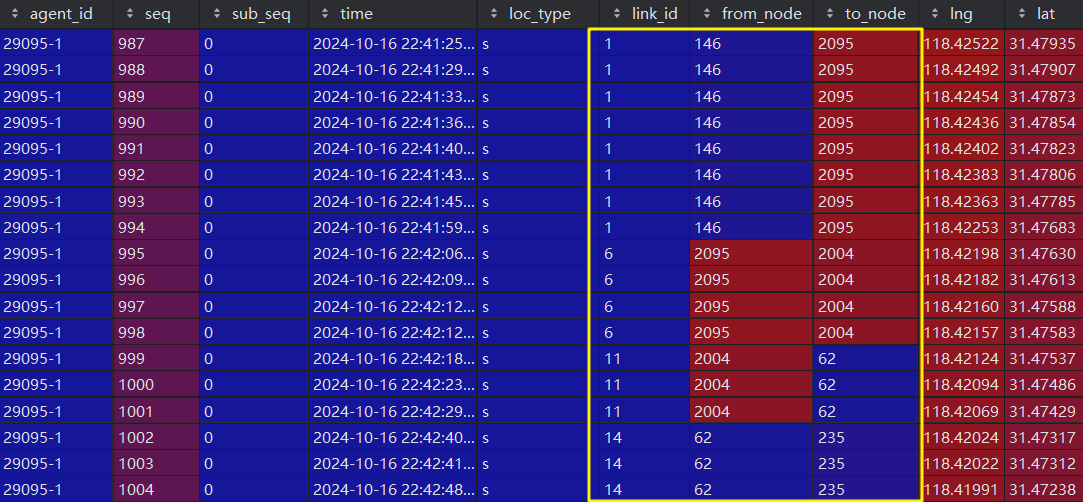 agent_id seq sub_seq time loc_type link_id from_node to_node lng lat
29095-1 987 0 2024-10-16 22:41:25... s 1 146 2095 118.42522 31.47935
29095-1 988 0 2024-10-16 22:41:29... s 1 146 2095 118.42492 31.47907
29095-1 989 0 2024-10-16 22:41:33... s 1 146 2095 118.42454 31.47873
29095-1 990 0 2024-10-16 22:41:36... s 1 146 2095 118.42436 31.47854
29095-1 991 0 2024-10-16 22:41:40... s 1 146 2095 118.42402 31.47823
29095-1 992 0 2024-10-16 22:41:43... s 1 146 2095 118.42383 31.47806
29095-1 993 0 2024-10-16 22:41:45... s 1 146 2095 118.42363 31.47785
29095-1 994 0 2024-10-16 22:41:59... s 1 146 2095 118.42253 31.47683
29095-1 995 0 2024-10-16 22:42:06... s 6 2095 2004 118.42198 31.47630
29095-1 996 0 2024-10-16 22:42:09... s 6 2095 2004 118.42182 31.47613
29095-1 997 0 2024-10-16 22:42:12... s 6 2095 2004 118.42160 31.47588
29095-1 998 0 2024-10-16 22:42:12... s 6 2095 2004 118.42157 31.47583
29095-1 999 0 2024-10-16 22:42:18... s 11 2004 62 118.42124 31.47537
29095-1 1000 0 2024-10-16 22:42:23... s 11 2004 62 118.42094 31.47486
29095-1 1001 0 2024-10-16 22:42:29... s 11 2004 62 118.42069 31.47429
29095-1 1002 0 2024-10-16 22:42:40... s 14 62 235 118.42024 31.47317
29095-1 1003 0 2024-10-16 22:42:41... s 14 62 235 118.42022 31.47312
29095-1 1004 0 2024-10-16 22:42:48... s 14 62 235 118.41991 31.47238